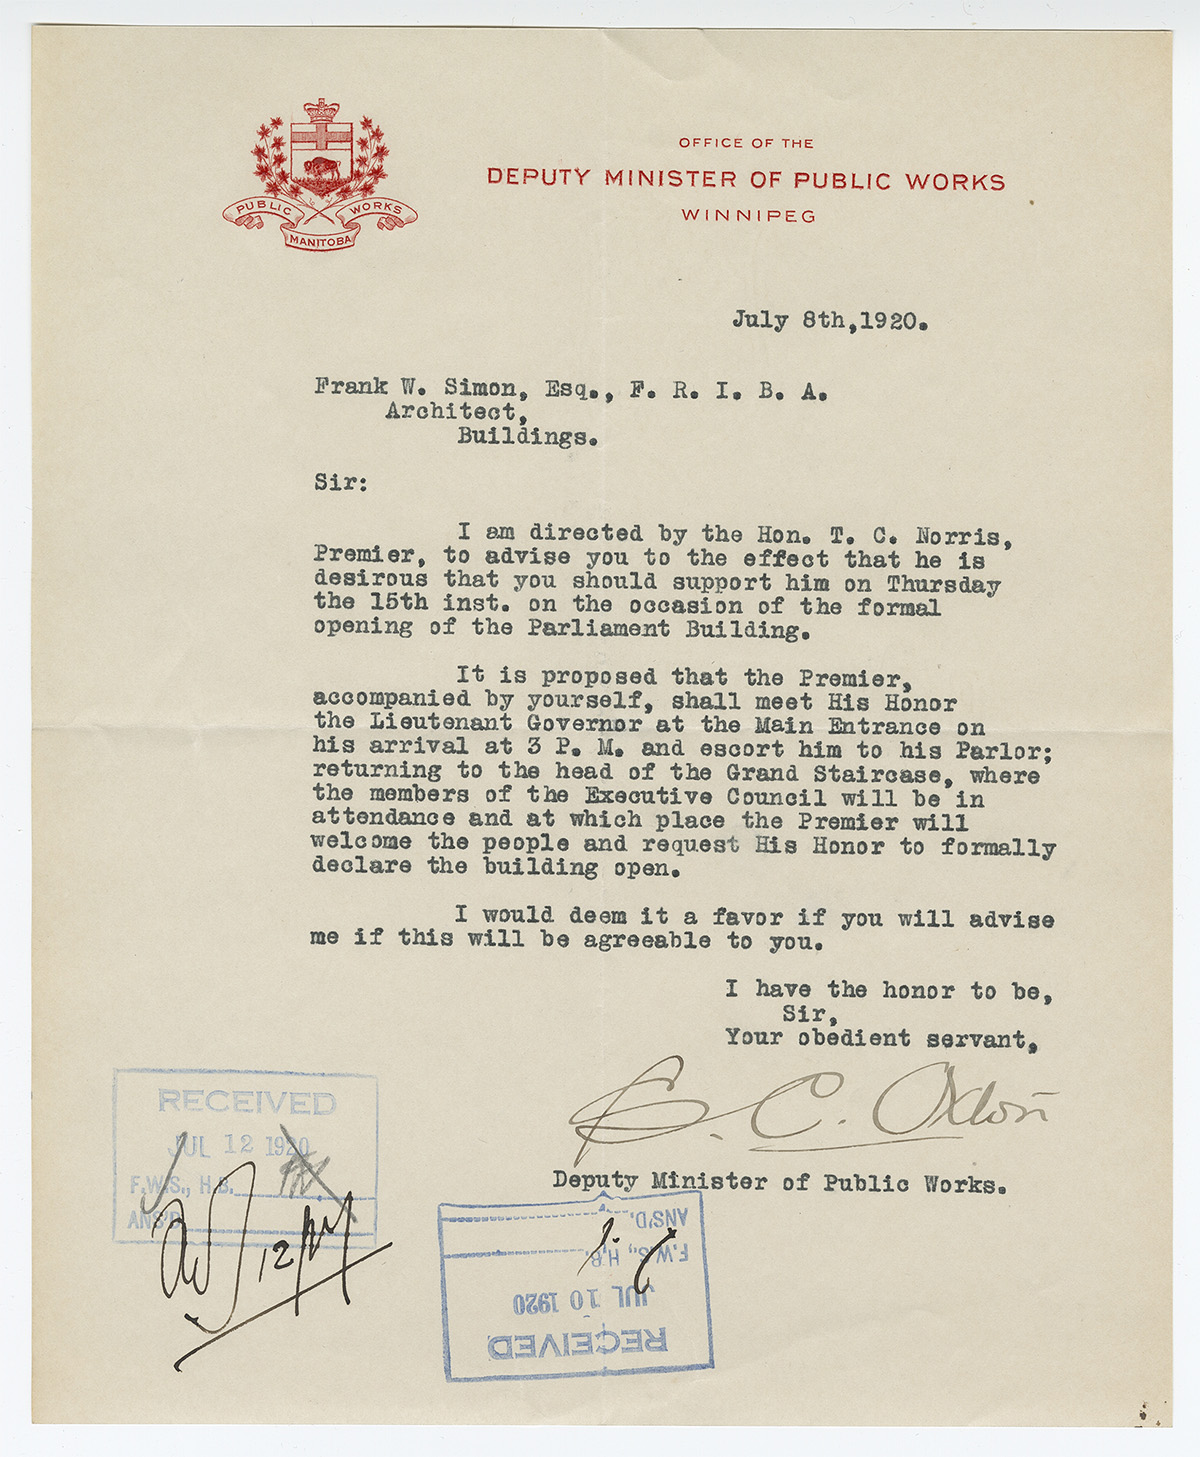 PUBLIC WORKS
MANITOBA
OFFICE OF THE
DEPUTY MINISTER OF PUBLIC WORKS
WINNIPEG
July 8th,1920.
Frank W. Simon, Esq., F. R. I. B. A.
Architect,
Buildings.
Sir:
I am directed by the Hon. T. C. Norris,
Premier, to advise you to the effect that he is
desirous that you should support him on Thursday
the 15th inst. on the occasion of the formal
opening of the Parliament Building.
It is proposed that the Premier,
accompanied by yourself, shall meet His Honor
the Lieutenant Governor at the Main Entrance on
his arrival at 3 P. M. and escort him to his Parlor;
returning to the head of the Grand Staircase, where
the members of the Executive Council will be in
attendance and at which place the Premier will
welcome the people and request His Honor to formally
declare the building open.
I would deem it a favor if you will advise
me if this will be agreeable to you.
I have the honor to be,
Sir,
Your obedient servant,
S. C. Oxton
Deputy Minister of Public Works.
RECEIVED
JUL 12 1920
F.W.S., H.B.
ANS'D
12
RECEIVED
JUL 10 1920
F.W.S., H.B.
ANS'D.